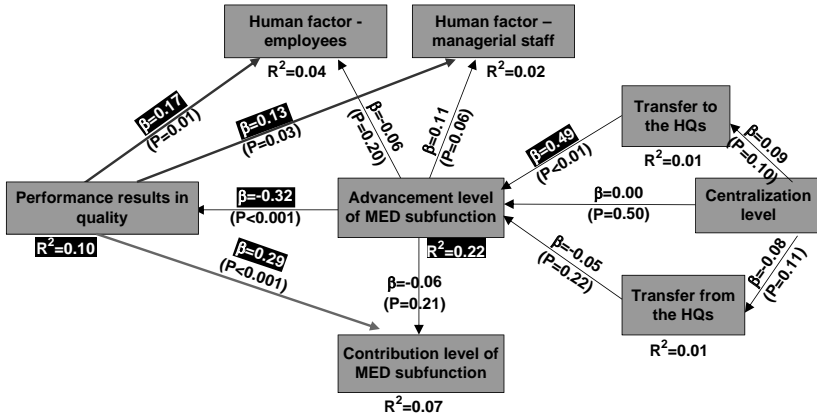 Human factor -
employees
R²=0.04
Human factor –
managerial staff
R²=0.02
β=0.17
(P=0.01)
β=0.13
(P=0.03)
β=-0.06
(P=0.20)
β=0.11
(P=0.06)
Transfer to
the HQs
R²=0.01
β=0.49
(P<0.01)
β=0.09
(P=0.10)
Performance results in
quality
R²=0.10
β=-0.32
(P<0.001)
Advancement level
of MED subfunction
R²=0.22
β=0.00
(P=0.50)
Centralization
level
β=0.29
(P<0.001)
β=-0.06
(P=0.21)
β=-0.05
(P=0.22)
β=-0.08
(P=0.11)
Transfer from
the HQs
R²=0.01
Contribution level of
MED subfunction
R²=0.07